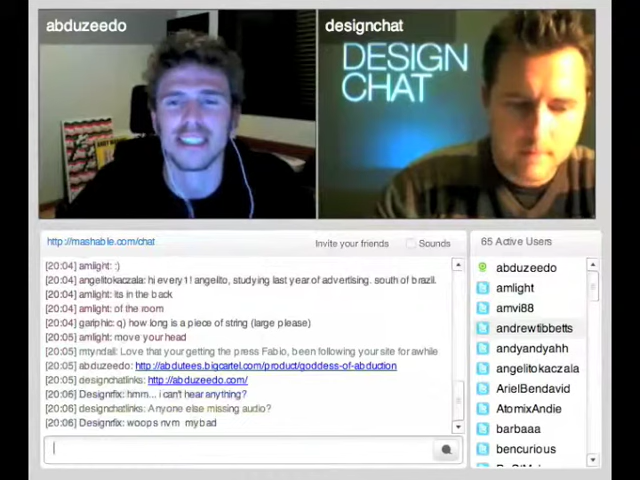 abduzeedo
designchat
DESIGN
CHAT
http://mashable.com/chat
Invite your friends
Sounds
65 Active Users
[20:04] amlight: :)
[20:04] angelitokaczala: hi every1! angelito, studying last year of advertising. south of brazil.
[20:04] amlight: its in the back
[20:04] amlight: of the room
[20:04] garlphic: q) how long is a piece of string (large please)
[20:05] amlight: move your head
[20:05] mtyndall: Love that your getting the press Fabio, been following your site for awhile
[20:05] abduzeedo: http://abdutees.bigcartel.com/product/goddess-of-abduction
[20:05] designchatlinks: http://abduzeedo.com/
[20:06] Designrfix: hmm... i can't hear anything?
[20:06] designchatlinks: Anyone else missing audio?
[20:06] Designrfix: woops nvm my bad
abduzeedo
amlight
amvi88
andrewtibbetts
andyandyahh
angelitokaczala
ArielBendavid
AtomixAndie
barbaaa
bencurious